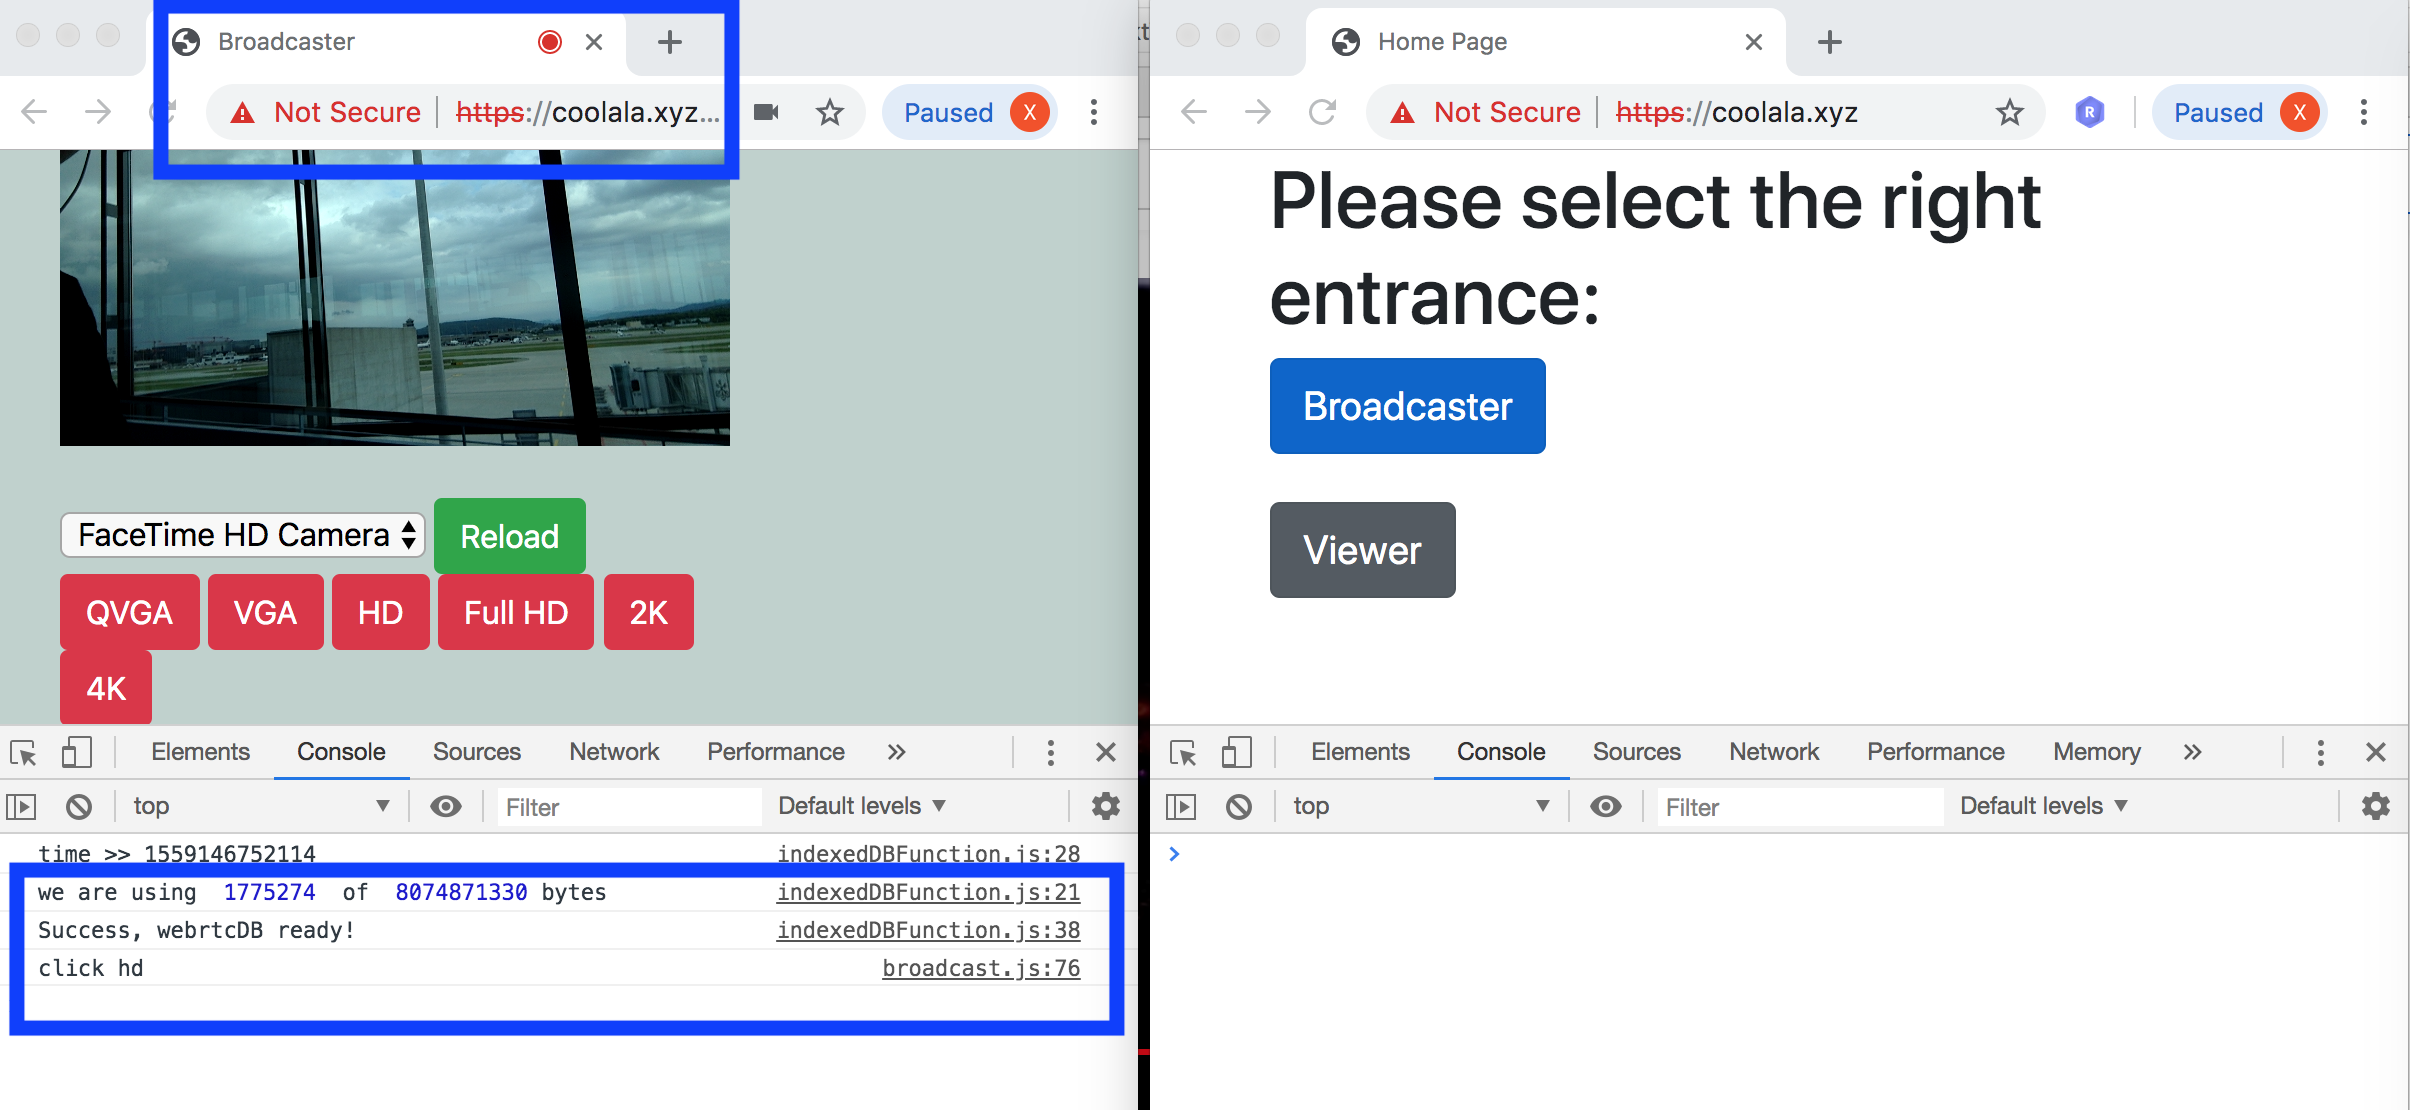 Broadcaster
Not Secure | https://coolala.xyz...
Paused X
QVGA VGA HD Full HD 2K
4K
FaceTime HD Camera Reload
Elements Console Sources Network Performance »
top Filter Default levels
time >> 1559146752114 indexedDBFunction.js:28
we are using 1775274 of 8074871330 bytes indexedDBFunction.js:21
Success, webrtcDB ready! indexedDBFunction.js:38
click hd broadcast.js:76
Home Page
Not Secure | https://coolala.xyz
R
Paused X
Please select the right
entrance:
Broadcaster
Viewer
Elements Console Sources Network Performance Memory »
top Filter Default levels